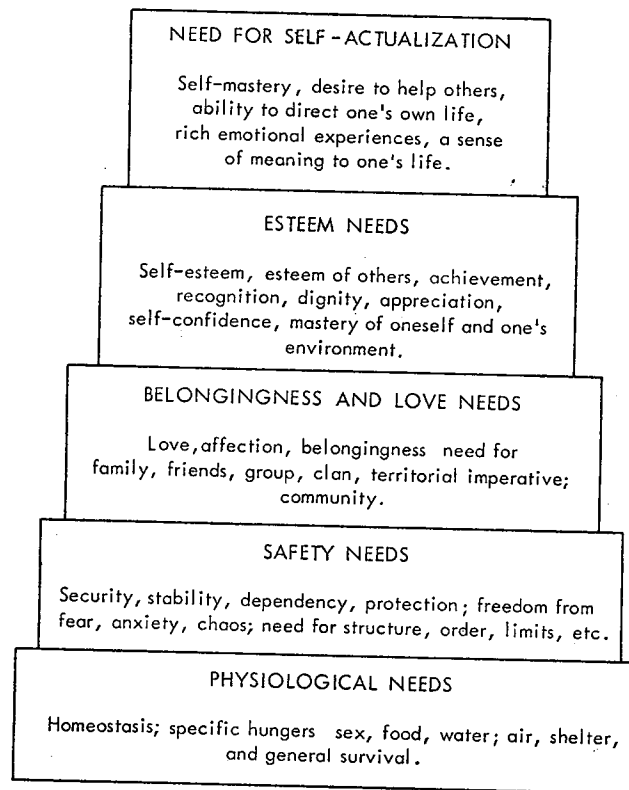 NEED FOR SELF-ACTUALIZATION
Self-mastery, desire to help others,
ability to direct one's own life,
rich emotional experiences, a sense
of meaning to one's life.
ESTEEM NEEDS
Self-esteem, esteem of others, achievement,
recognition, dignity, appreciation,
self-confidence, mastery of oneself and one's
environment.
BELONGINGNESS AND LOVE NEEDS
Love, affection, belongingness need for
family, friends, group, clan, territorial imperative;
community.
SAFETY NEEDS
Security, stability, dependency, protection; freedom from
fear, anxiety, chaos; need for structure, order, limits, etc.
PHYSIOLOGICAL NEEDS
Homeostasis; specific hungers sex, food, water; air, shelter,
and general survival.